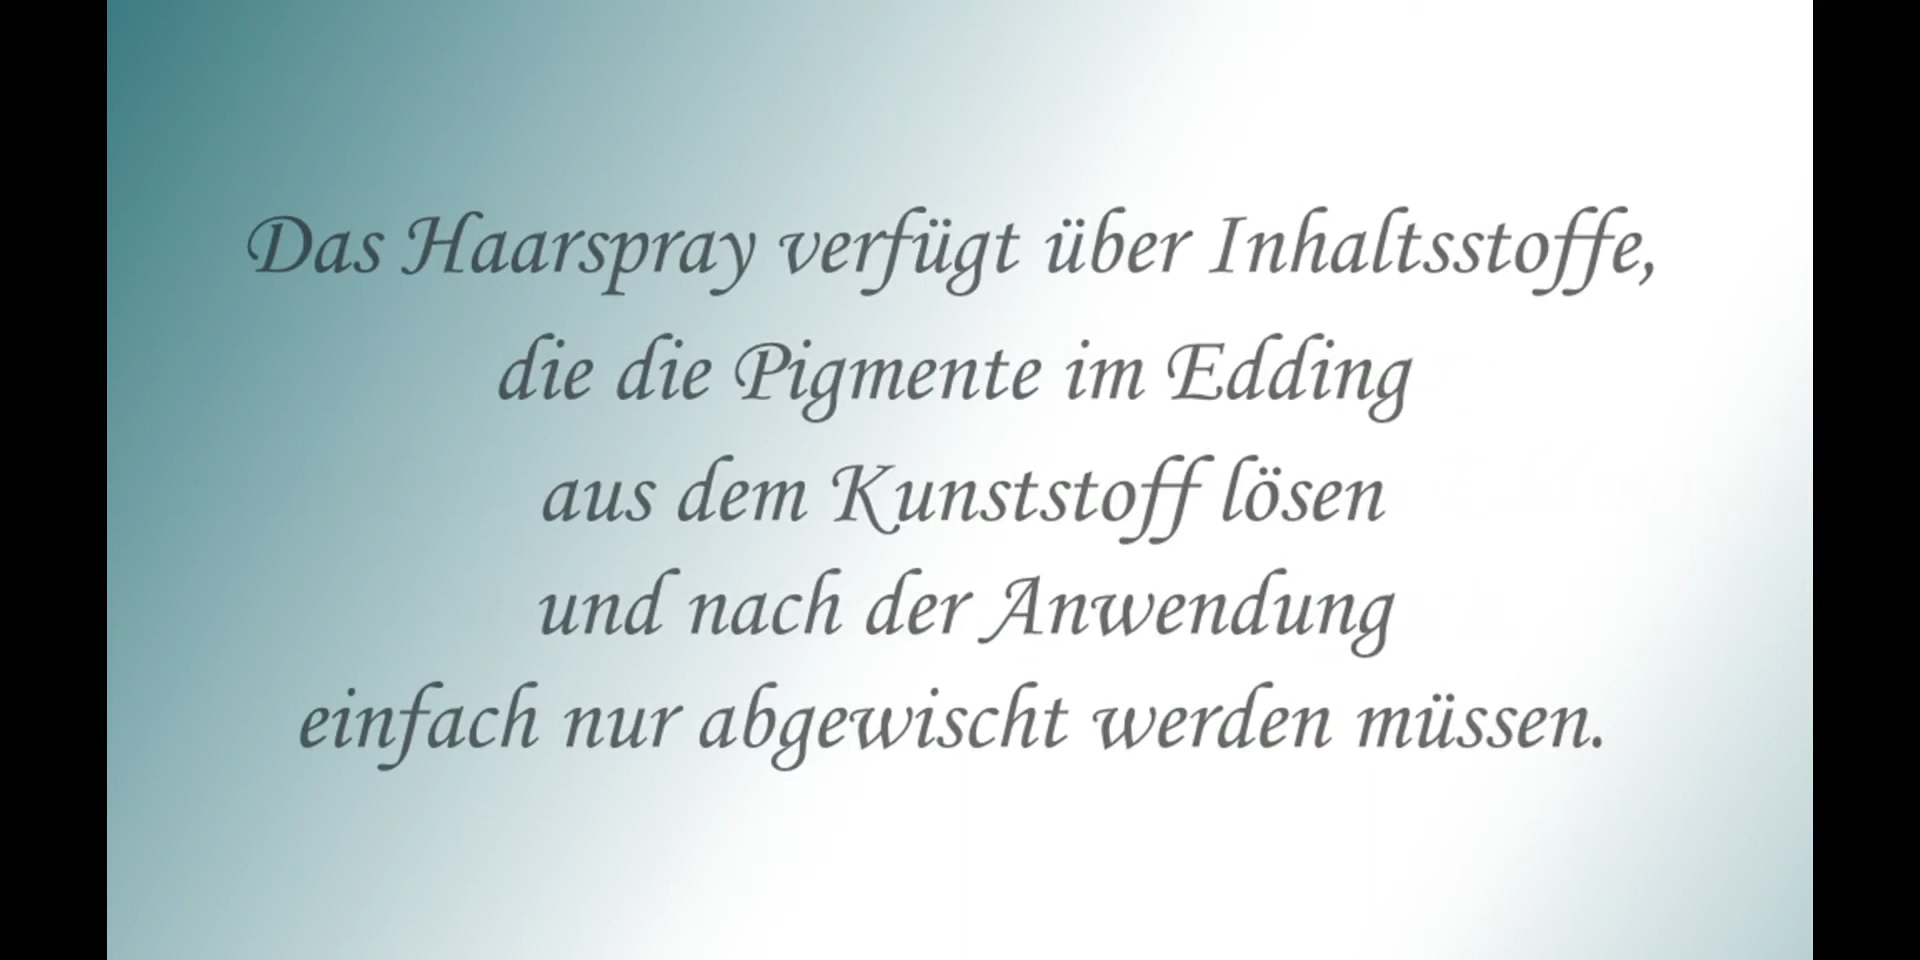 Das Haarspray verfügt über Inhaltsstoffe,
die die Pigmente im Edding
aus dem Kunststoff lösen
und nach der Anwendung
einfach nur abgewischt werden müssen.